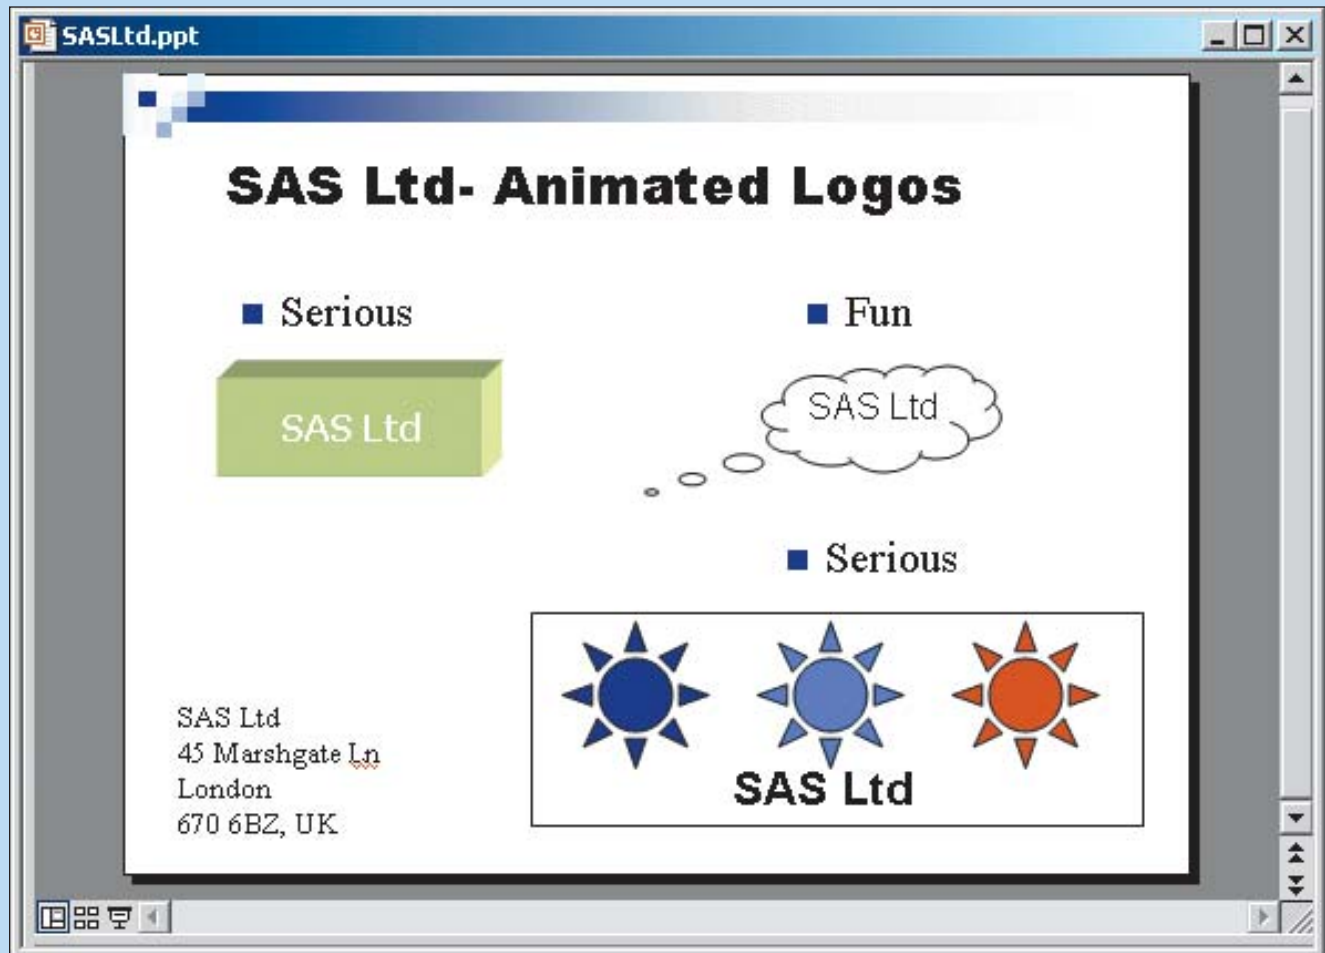 SASLtd.ppt
SAS Ltd- Animated Logos
Serious
Fun
SAS Ltd
SAS Ltd
Serious
SAS Ltd
SAS Ltd
45 Marshgate Ln
London
670 6BZ, UK